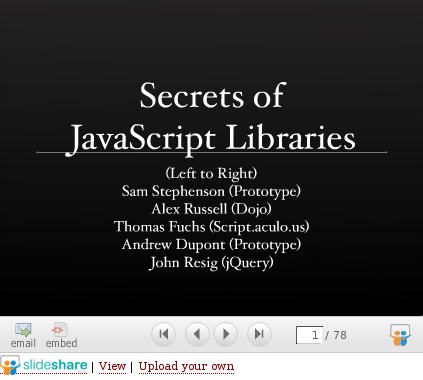 Secrets of
JavaScript Libraries
(Left to Right)
Sam Stephenson (Prototype)
Alex Russell (Dojo)
Thomas Fuchs (Script.aculo.us)
Andrew Dupont (Prototype)
John Resig (jQuery)
email embed 1 / 78
slideshare | View | Upload your own